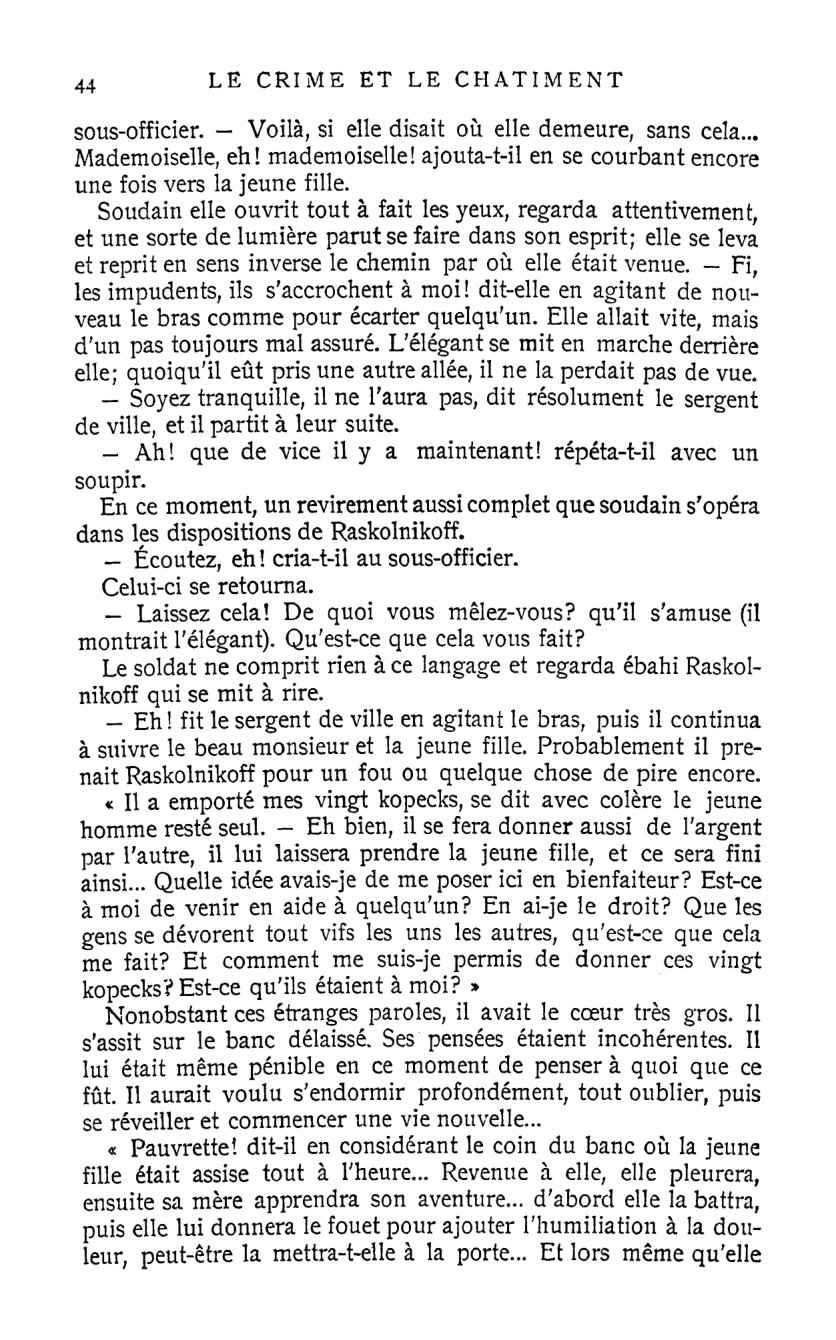 44 LE CRIME ET LE CHATIMENT
sous-officier. — Voilà, si elle disait où elle demeure, sans cela...
Mademoiselle, eh! mademoiselle! ajouta-t-il en se courbant encore
une fois vers la jeune fille.
Soudain elle ouvrit tout à fait les yeux, regarda attentivement,
et une sorte de lumière parut se faire dans son esprit; elle se leva
et reprit en sens inverse le chemin par où elle était venue. — Fi,
les impudents, ils s'accrochent à moi! dit-elle en agitant de nou-
veau le bras comme pour écarter quelqu'un. Elle allait vite, mais
d'un pas toujours mal assuré. L'élégant se mit en marche derrière
elle; quoiqu'il eût pris une autre allée, il ne la perdait pas de vue.
— Soyez tranquille, il ne l'aura pas, dit résolument le sergent
de ville, et il partit à leur suite.
— Ah! que de vice il y a maintenant! répéta-t-il avec un
soupir.
En ce moment, un revirement aussi complet que soudain s'opéra
dans les dispositions de Raskolnikoff.
— Écoutez, eh! cria-t-il au sous-officier.
Celui-ci se retourna.
— Laissez cela! De quoi vous mêlez-vous? qu'il s'amuse (il
montrait l'élégant). Qu'est-ce que cela vous fait?
Le soldat ne comprit rien à ce langage et regarda ébahi Raskol-
nikoff qui se mit à rire.
— Eh! fit le sergent de ville en agitant le bras, puis il continua
à suivre le beau monsieur et la jeune fille. Probablement il pre-
nait Raskolnikoff pour un fou ou quelque chose de pire encore.
« Il a emporté mes vingt kopecks, se dit avec colère le jeune
homme resté seul. — Eh bien, il se fera donner aussi de l'argent
par l'autre, il lui laissera prendre la jeune fille, et ce sera fini
ainsi... Quelle idée avais-je de me poser ici en bienfaiteur? Est-ce
à moi de venir en aide à quelqu'un? En ai-je le droit? Que les
gens se dévorent tout vifs les uns les autres, qu'est-ce que cela
me fait? Et comment me suis-je permis de donner ces vingt
kopecks? Est-ce qu'ils étaient à moi? »
Nonobstant ces étranges paroles, il avait le cœur très gros. Il
s'assit sur le banc délaissé. Ses pensées étaient incohérentes. Il
lui était même pénible en ce moment de penser à quoi que ce
fût. Il aurait voulu s'endormir profondément, tout oublier, puis
se réveiller et commencer une vie nouvelle...
« Pauvrette! dit-il en considérant le coin du banc où la jeune
fille était assise tout à l'heure... Revenue à elle, elle pleurera,
ensuite sa mère apprendra son aventure... d'abord elle la battra,
puis elle lui donnera le fouet pour ajouter l'humiliation à la dou-
leur, peut-être la mettra-t-elle à la porte... Et lors même qu'elle